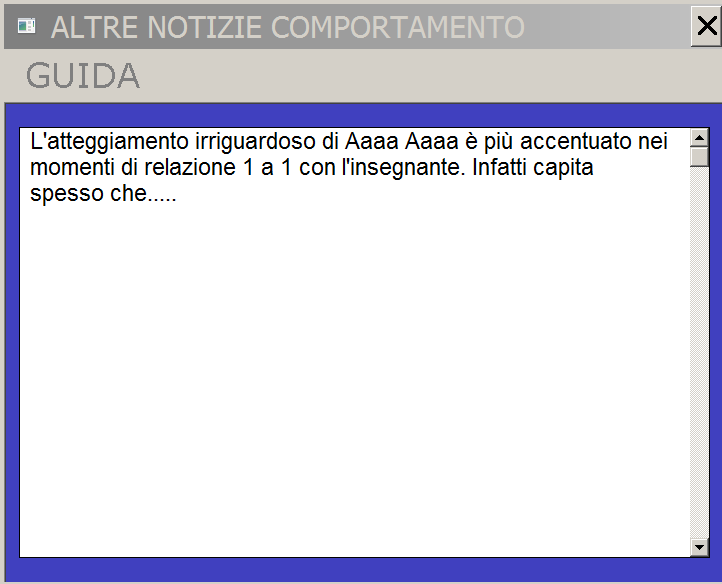 ALTRE NOTIZIE COMPORTAMENTO
GUIDA
L'atteggiamento irriguardoso di Aaaa Aaaa è più accentuato nei
momenti di relazione 1 a 1 con l'insegnante. Infatti capita
spesso che.....